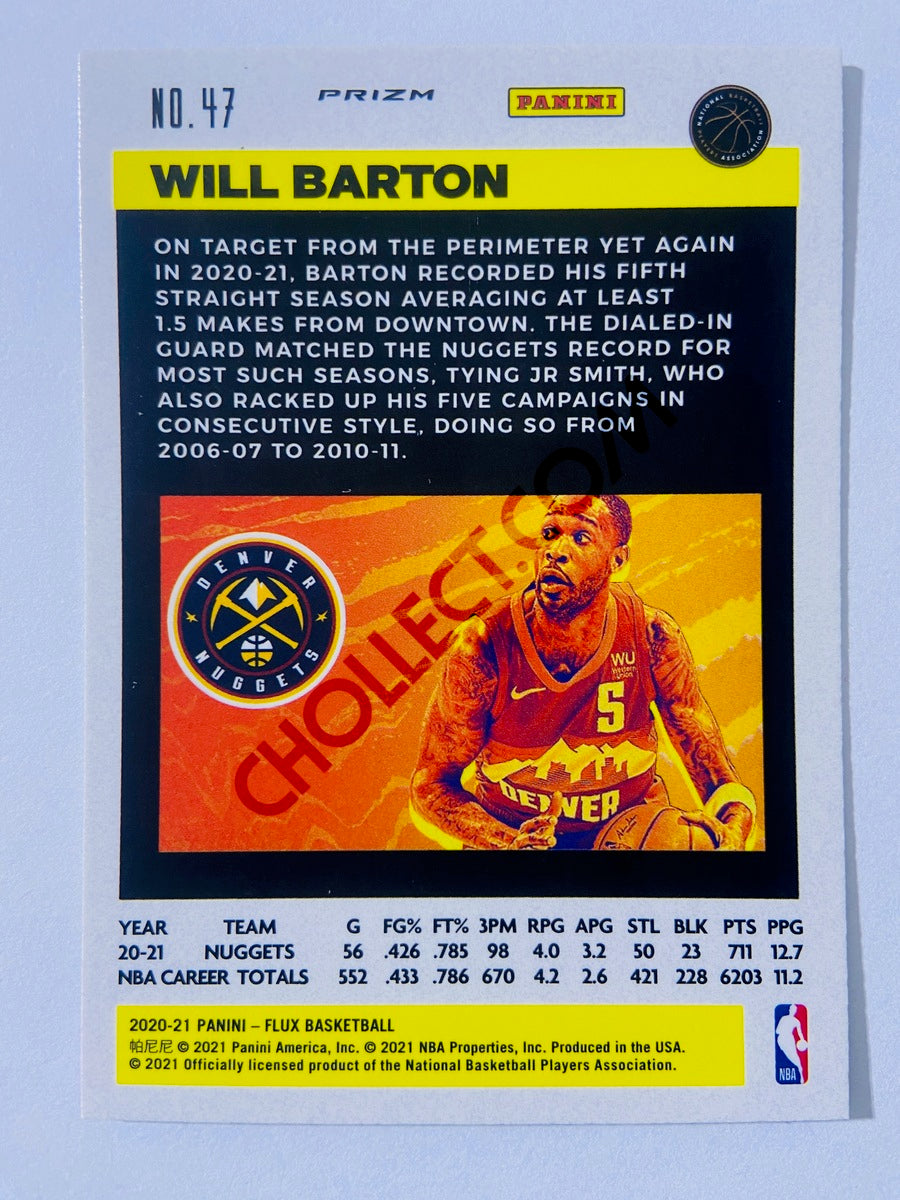 NO. 47
PRIZM
PANINI
NATIONAL BASKETBALL
PLAYERS ASSOCIATION
WILL BARTON
ON TARGET FROM THE PERIMETER YET AGAIN
IN 2020-21, BARTON RECORDED HIS FIFTH
STRAIGHT SEASON AVERAGING AT LEAST
1.5 MAKES FROM DOWNTOWN. THE DIALED-IN
GUARD MATCHED THE NUGGETS RECORD FOR
MOST SUCH SEASONS, TYING JR SMITH, WHO
ALSO RACKED UP HIS FIVE CAMPAIGNS IN
CONSECUTIVE STYLE, DOING SO FROM
2006-07 TO 2010-11.
CHOLLECT.COM
DENVER
NUGGETS
WU
Western
Union
5
DENVER
YEAR TEAM G FG% FT% 3PM RPG APG STL BLK PTS PPG
20-21 NUGGETS 56 .426 .785 98 4.0 3.2 50 23 711 12.7
NBA CAREER TOTALS 552 .433 .786 670 4.2 2.6 421 228 6203 11.2
2020-21 PANINI – FLUX BASKETBALL
帕尼尼 © 2021 Panini America, Inc. © 2021 NBA Properties, Inc. Produced in the USA.
© 2021 Officially licensed product of the National Basketball Players Association.
NBA